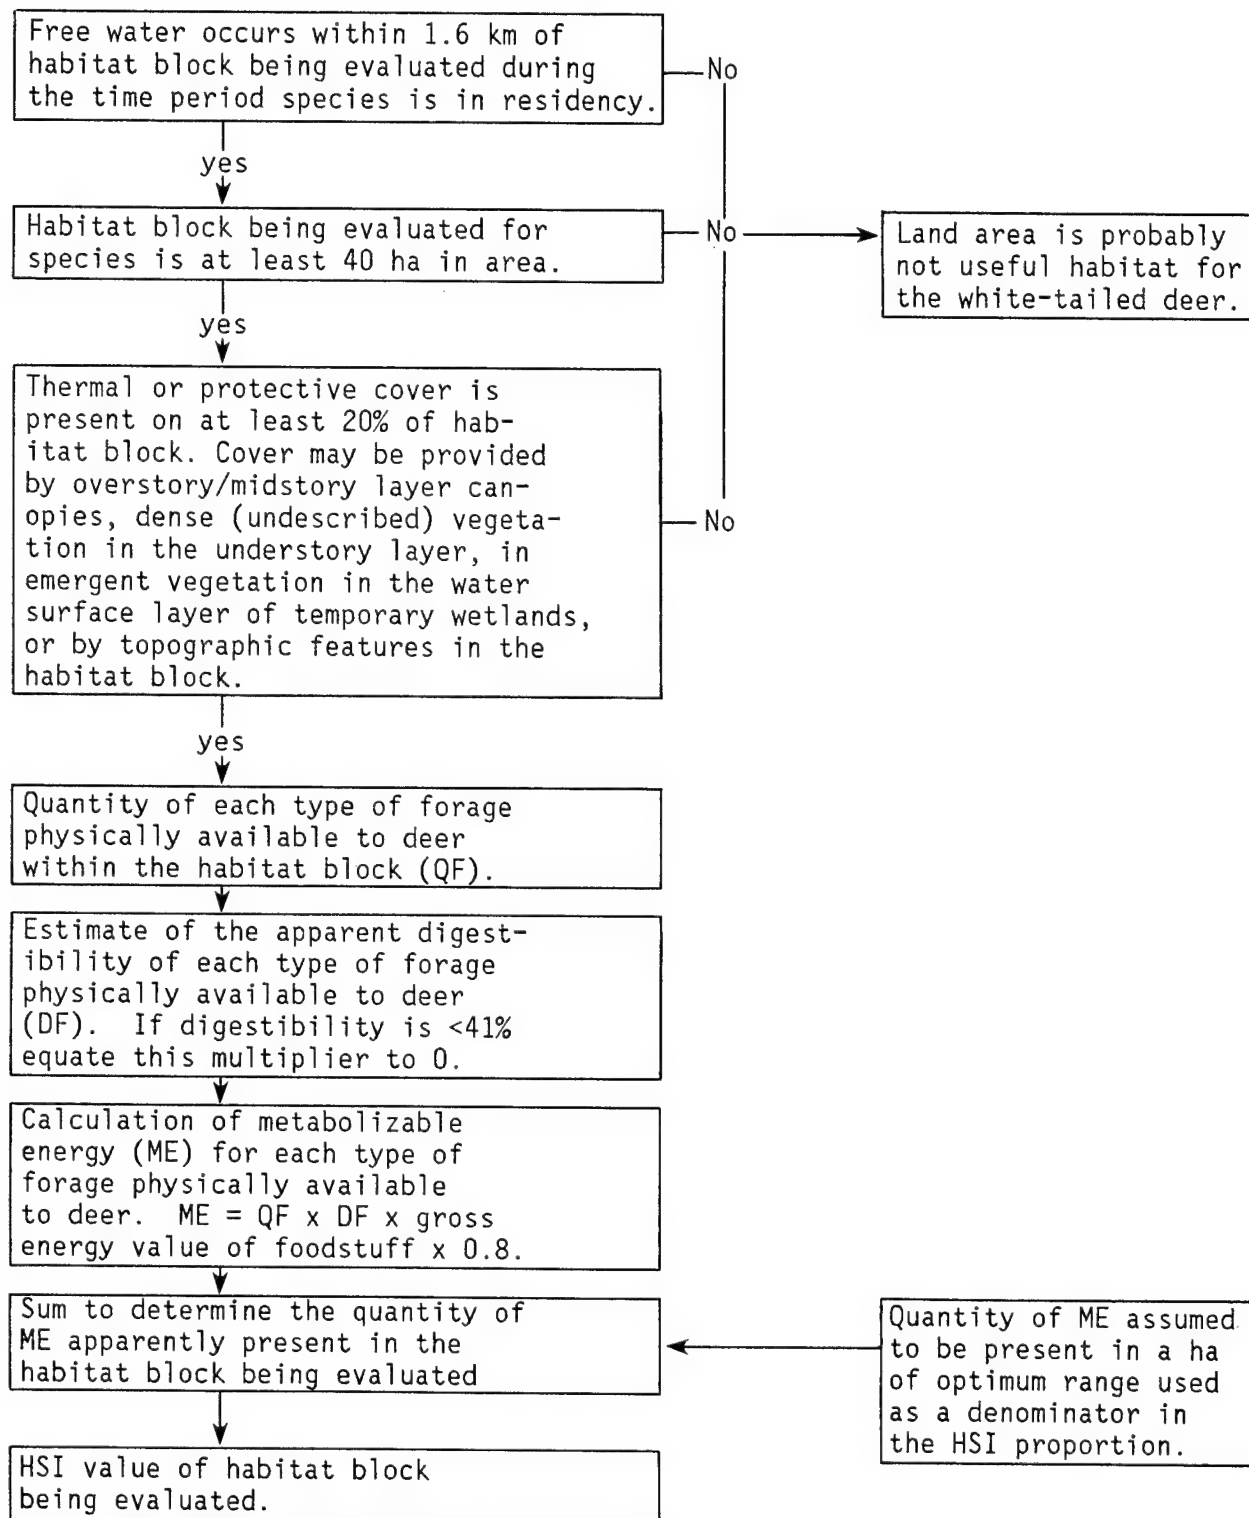 Free water occurs within 1.6 km of
habitat block being evaluated during
the time period species is in residency.
No
yes
Habitat block being evaluated for
species is at least 40 ha in area.
No
Land area is probably
not useful habitat for
the white-tailed deer.
yes
Thermal or protective cover is
present on at least 20% of hab-
itat block. Cover may be provided
by overstory/midstory layer can-
opies, dense (undescribed) vegeta-
tion in the understory layer, in
emergent vegetation in the water
surface layer of temporary wetlands,
or by topographic features in the
habitat block.
No
yes
Quantity of each type of forage
physically available to deer
within the habitat block (QF).
Estimate of the apparent digest-
ibility of each type of forage
physically available to deer
(DF). If digestibility is <41%
equate this multiplier to 0.
Calculation of metabolizable
energy (ME) for each type of
forage physically available
to deer. ME = QF x DF x gross
energy value of foodstuff x 0.8.
Sum to determine the quantity of
ME apparently present in the
habitat block being evaluated
Quantity of ME assumed
to be present in a ha
of optimum range used
as a denominator in
the HSI proportion.
HSI value of habitat block
being evaluated.